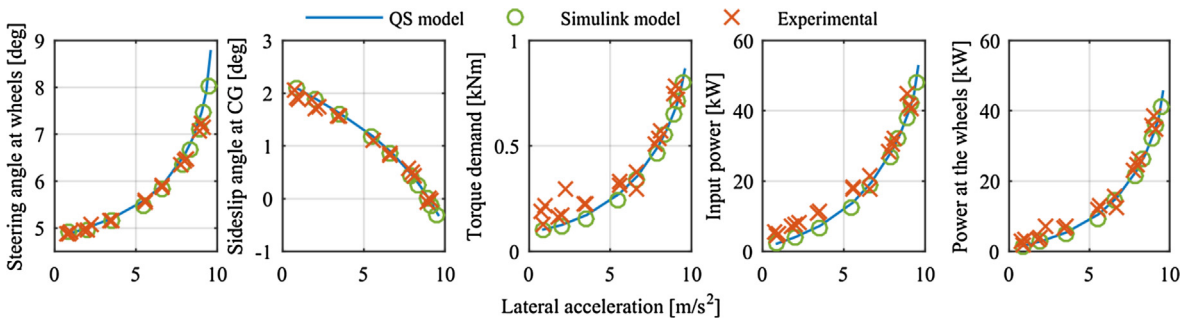 QS model Simulink model Experimental
Steering angle at wheels [deg]
9
8
7
6
5
0 5 10
Sideslip angle at CG [deg]
3
2
1
0
-1
0 5 10
Torque demand [kNm]
1
0.5
0
0 5 10
Input power [kW]
60
40
20
0
0 5 10
Power at the wheels [kW]
60
40
20
0
0 5 10
Lateral acceleration [m/s²]